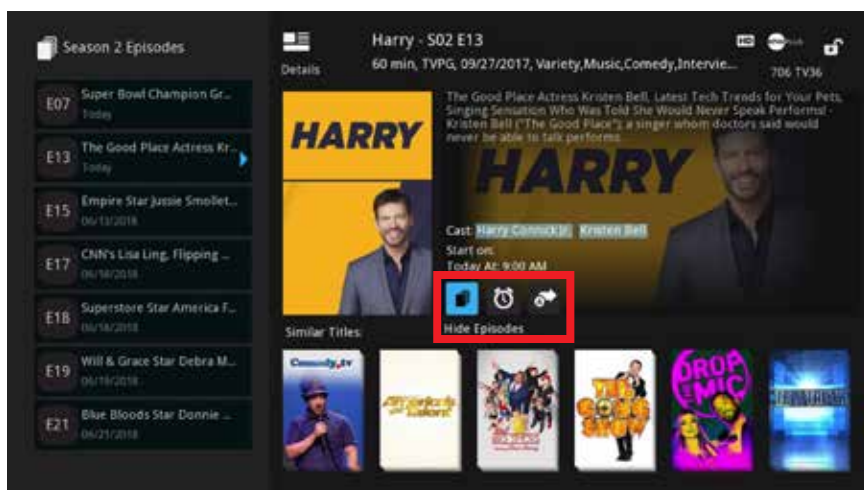 Season 2 Episodes
E07
Super Bowl Champion Gr...
Today
E13
The Good Place Actress Kr...
Today
E15
Empire Star Jussie Smollet...
06/13/2018
E17
CNN's Lisa Ling, Flipping ...
06/14/2018
E18
Superstore Star America F...
06/18/2018
E19
Will & Grace Star Debra M...
06/19/2018
E21
Blue Bloods Star Donnie ...
06/21/2018
Details
Harry - S02 E13
60 min, TVPG, 09/27/2017, Variety,Music,Comedy,Intervie...
HD
706 TV36
The Good Place Actress Kristen Bell, Latest Tech Trends for Your Pets,
Singing Sensation Who Was Told She Would Never Speak Performs! -
Kristen Bell ("The Good Place"); a singer whom doctors said would
never be able to talk performs.
HARRY
HARRY
Cast: Harry Connick Jr. Kristen Bell
Start on:
Today At: 9:00 AM
Hide Episodes
Similar Titles:
Comedy.tv
America's Got Talent
THE GONG SHOW
DROP THE MIC